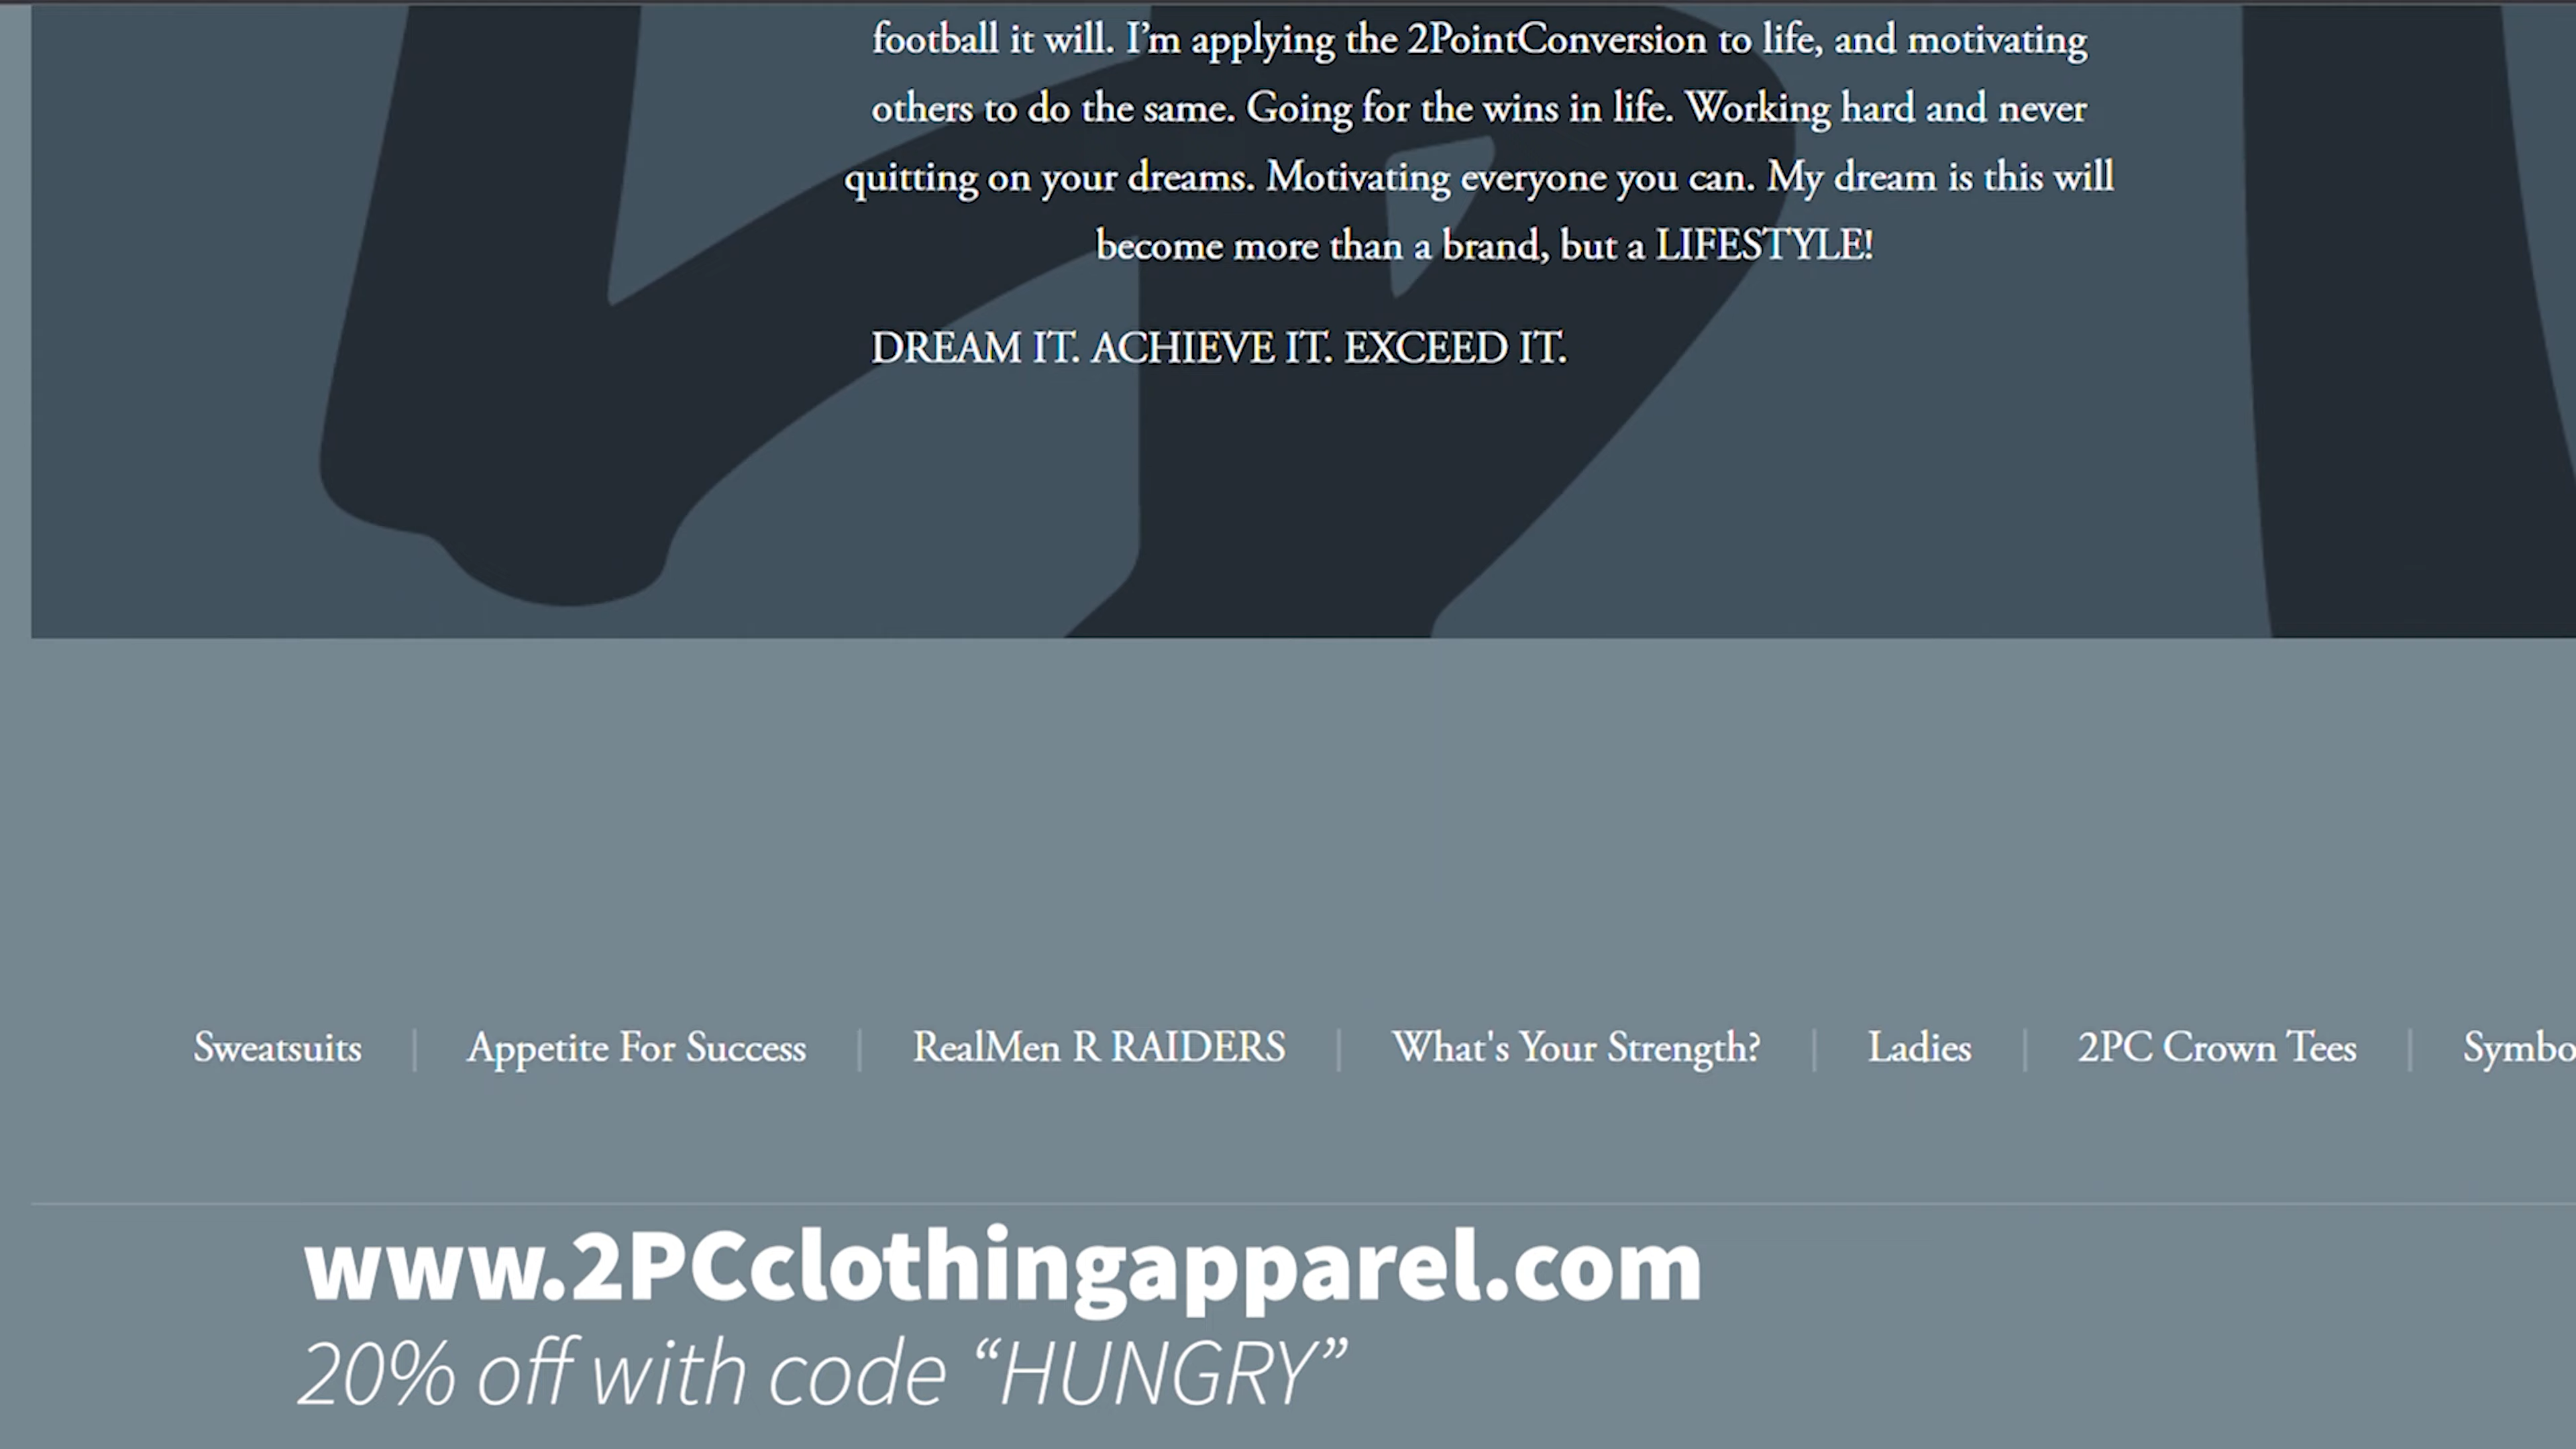 football it will. I’m applying the 2PointConversion to life, and motivating
others to do the same. Going for the wins in life. Working hard and never
quitting on your dreams. Motivating everyone you can. My dream is this will
become more than a brand, but a LIFESTYLE!
DREAM IT. ACHIEVE IT. EXCEED IT.
Sweatsuits | Appetite For Success | RealMen R RAIDERS | What's Your Strength? | Ladies | 2PC Crown Tees | Symbo
www.2PCclothingapparel.com
20% off with code “HUNGRY”